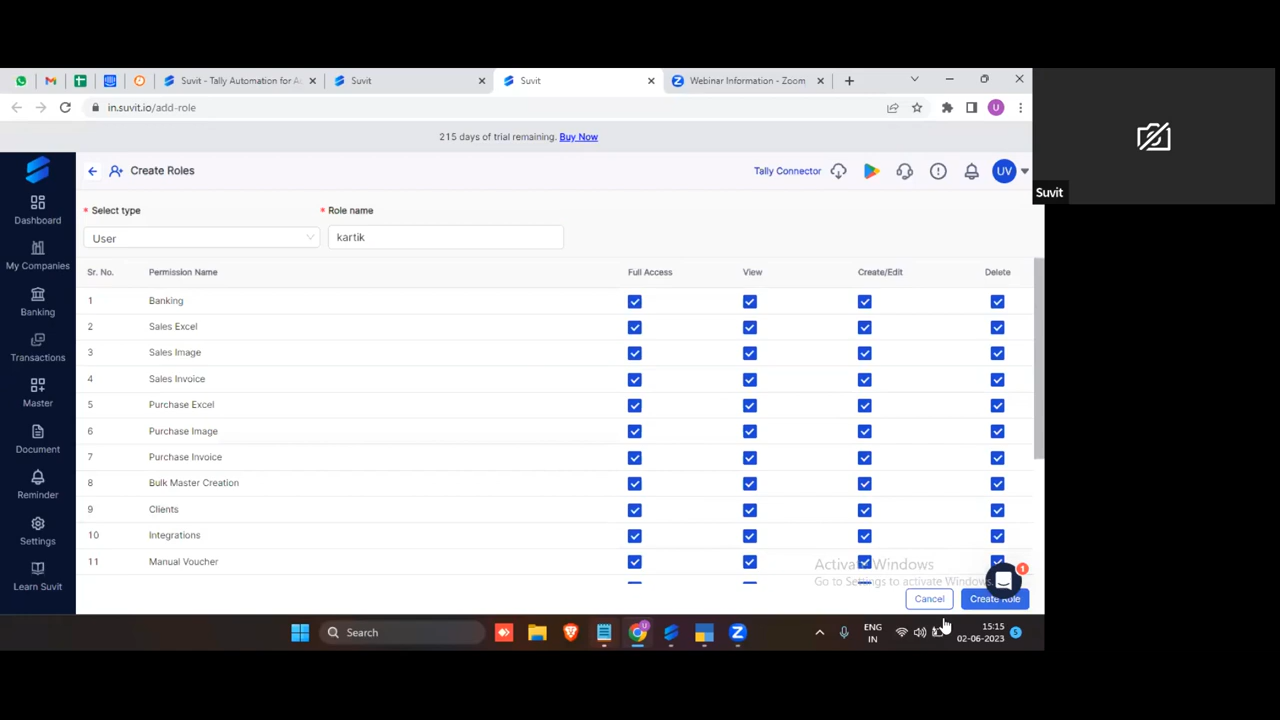 Suvit - Tally Automation for A
Suvit
Suvit
Webinar Information - Zoom
in.suvit.io/add-role
U
215 days of trial remaining. Buy Now
Create Roles
Tally Connector
UV
Suvit
Dashboard
My Companies
Banking
Transactions
Master
Document
Reminder
Settings
Learn Suvit
* Select type
* Role name
User
kartik
Sr. No. Permission Name Full Access View Create/Edit Delete
1 Banking
2 Sales Excel
3 Sales Image
4 Sales Invoice
5 Purchase Excel
6 Purchase Image
7 Purchase Invoice
8 Bulk Master Creation
9 Clients
10 Integrations
11 Manual Voucher
Activate Windows
Go to Settings to activate Windows.
1
Cancel
Create Role
Search
ENG
IN
15:15
02-06-2023
5